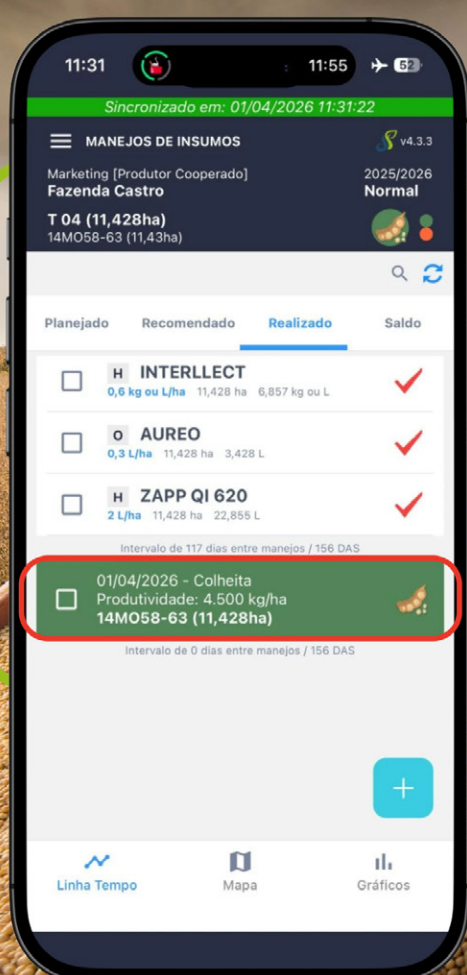 11:31
11:55
52
Sincronizado em: 01/04/2026 11:31:22
MANEJOS DE INSUMOS
v4.3.3
Marketing [Produtor Cooperado]
2025/2026
Fazenda Castro
Normal
T 04 (11,428ha)
14MO58-63 (11,43ha)
Planejado Recomendado Realizado Saldo
H INTERLLECT
0,6 kg ou L/ha 11,428 ha 6,857 kg ou L
O AUREO
0,3 L/ha 11,428 ha 3,428 L
H ZAPP QI 620
2 L/ha 11,428 ha 22,855 L
Intervalo de 117 dias entre manejos / 156 DAS
01/04/2026 - Colheita
Produtividade: 4.500 kg/ha
14MO58-63 (11,428ha)
Intervalo de 0 dias entre manejos / 156 DAS
+
Linha Tempo Mapa Gráficos